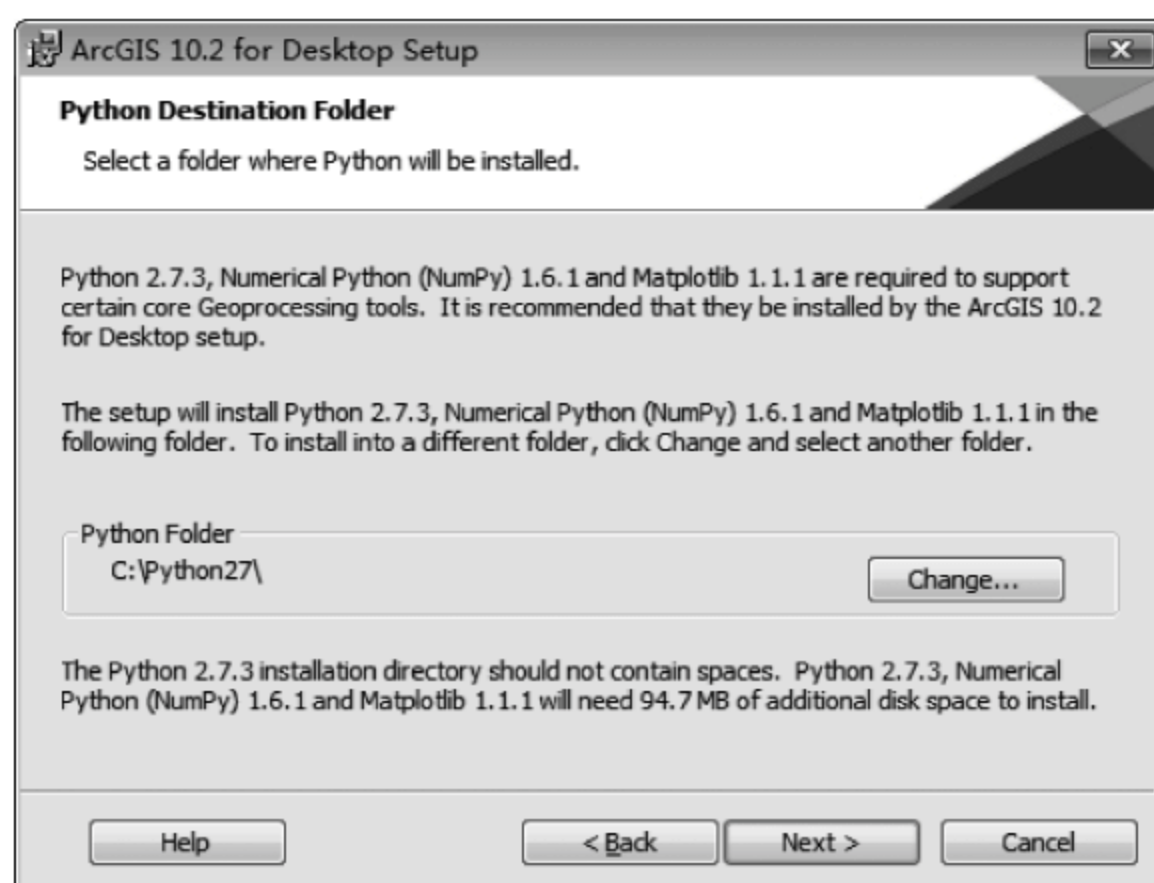 ArcGIS 10.2 for Desktop Setup
Python Destination Folder
Select a folder where Python will be installed.
Python 2.7.3, Numerical Python (NumPy) 1.6.1 and Matplotlib 1.1.1 are required to support
certain core Geoprocessing tools. It is recommended that they be installed by the ArcGIS 10.2
for Desktop setup.
The setup will install Python 2.7.3, Numerical Python (NumPy) 1.6.1 and Matplotlib 1.1.1 in the
following folder. To install into a different folder, click Change and select another folder.
Python Folder
C:\Python27\
Change...
The Python 2.7.3 installation directory should not contain spaces. Python 2.7.3, Numerical
Python (NumPy) 1.6.1 and Matplotlib 1.1.1 will need 94.7 MB of additional disk space to install.
Help
< Back
Next >
Cancel